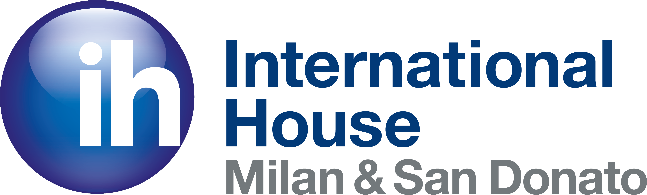 ih
International
House
Milan & San Donato